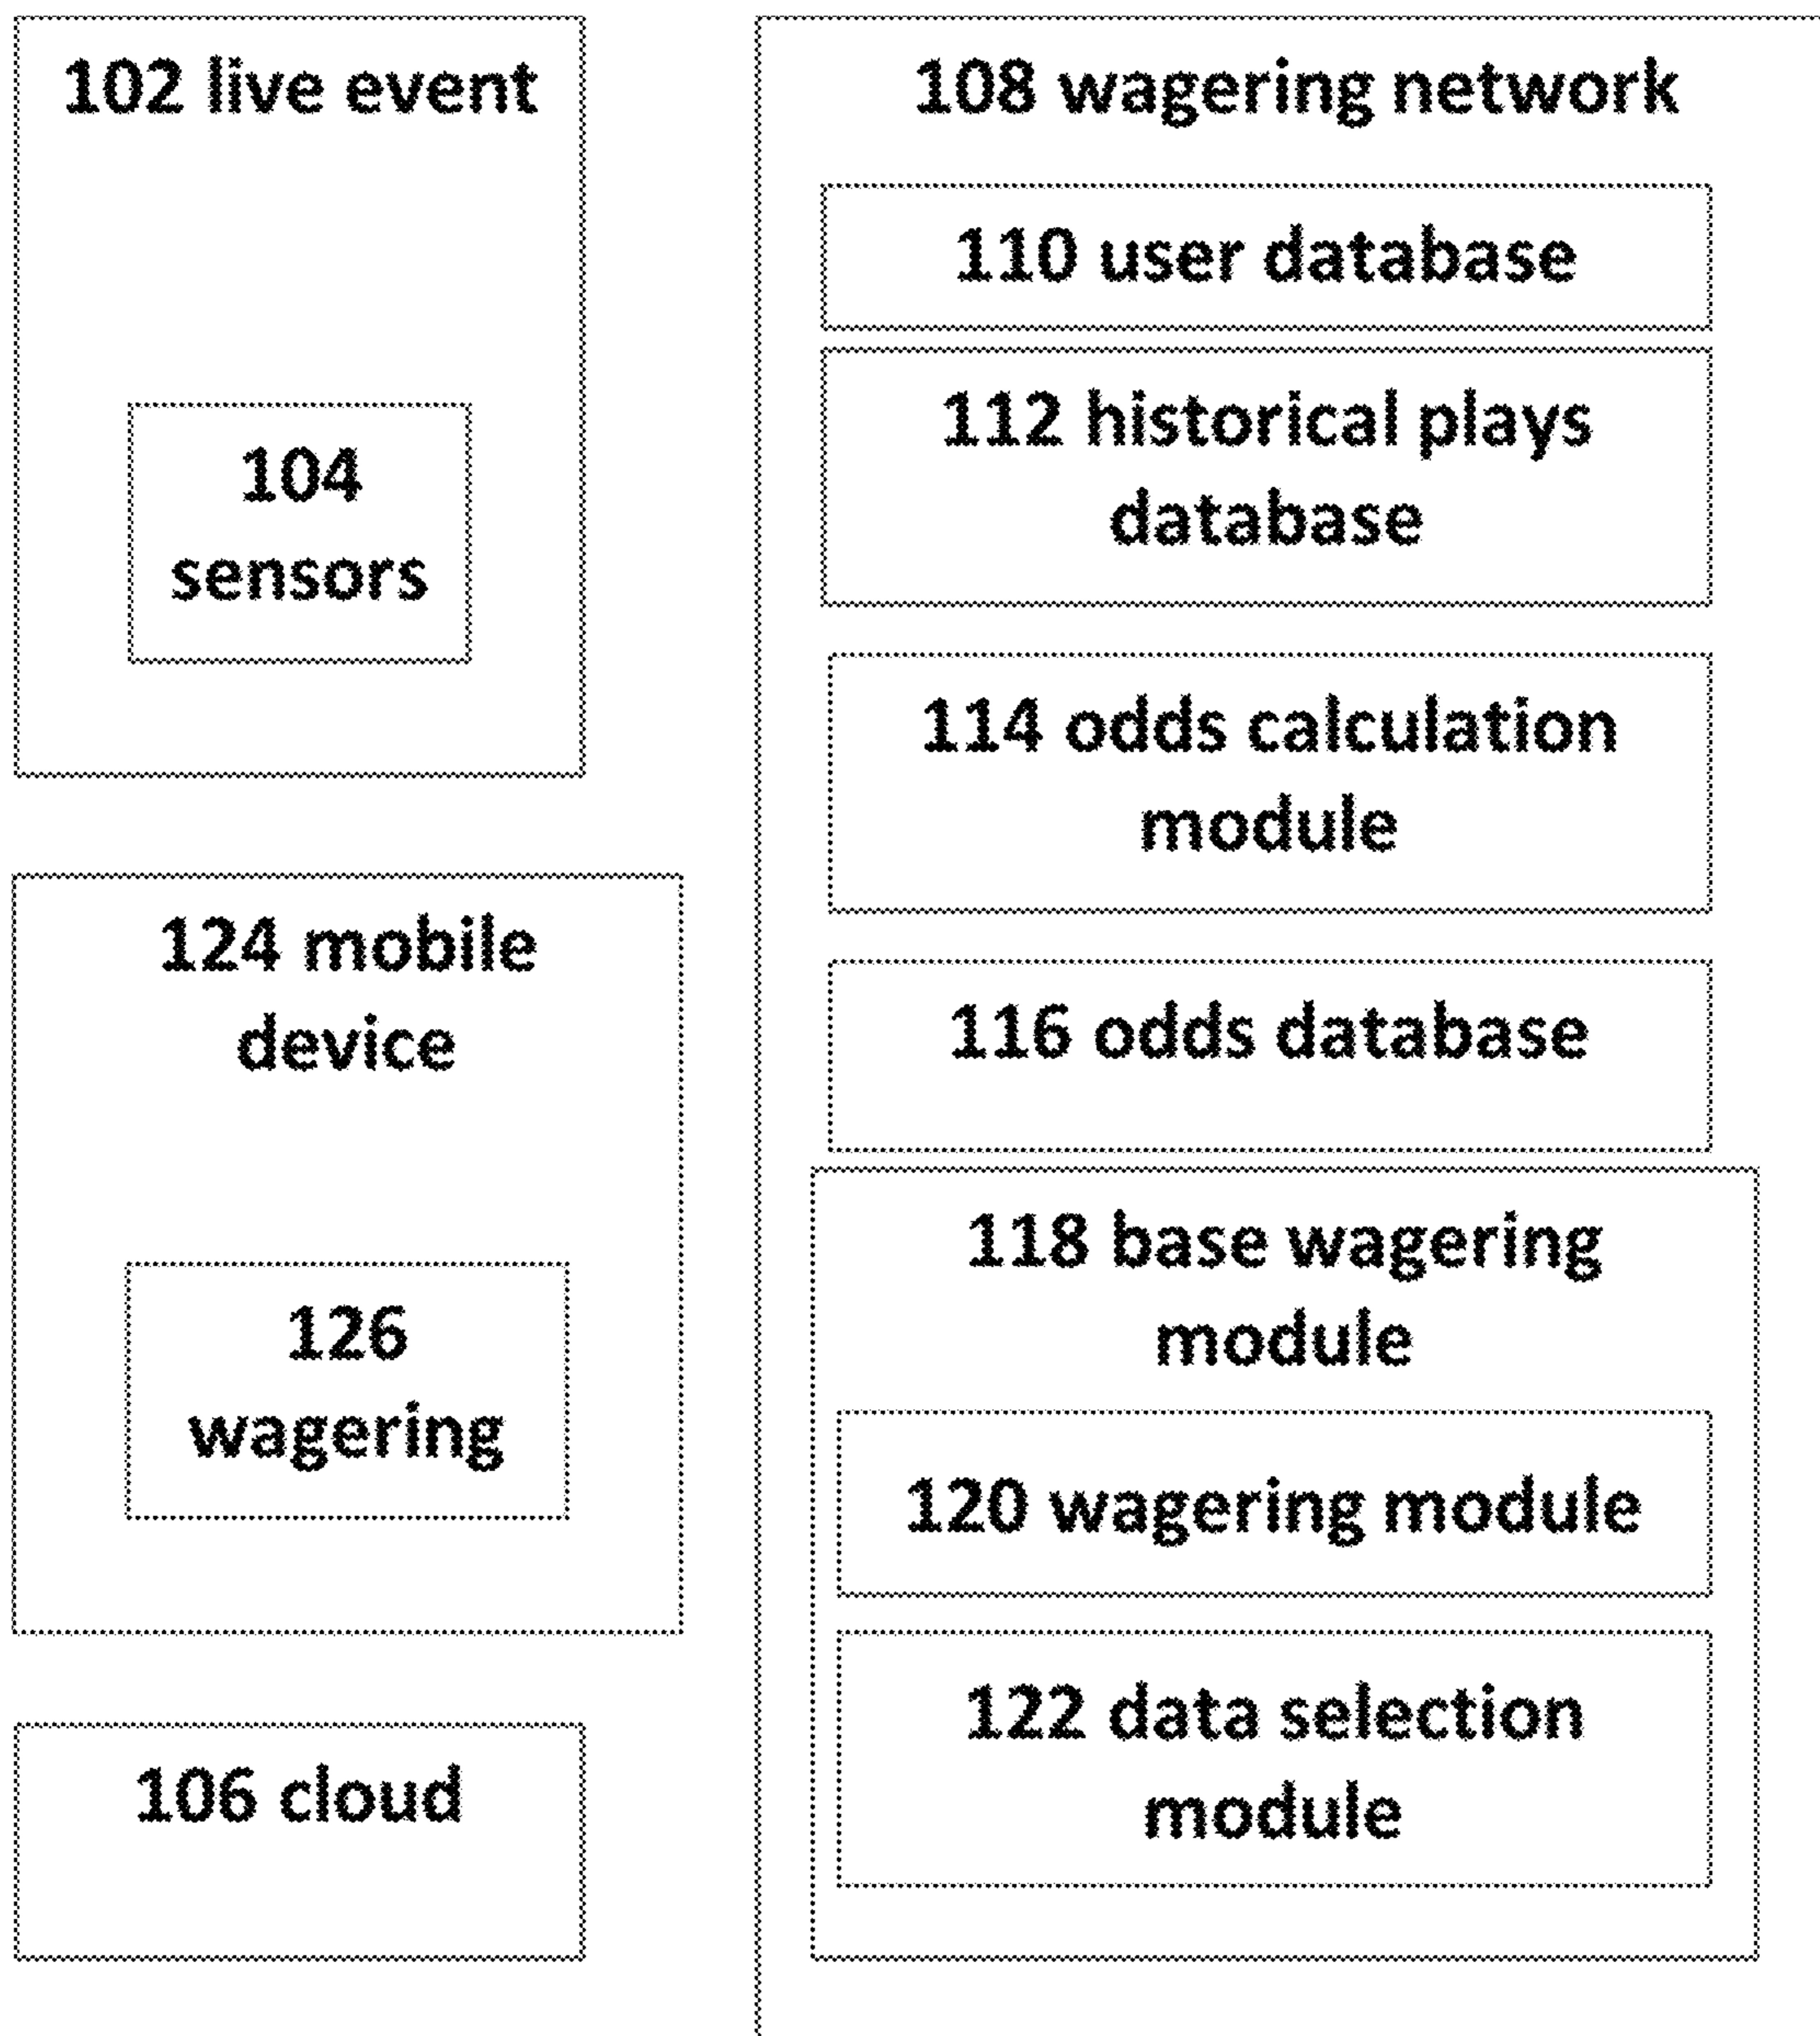 102 live event
104
sensors
124 mobile
device
126
wagering
106 cloud
108 wagering network
110 user database
112 historical plays
database
114 odds calculation
module
116 odds database
118 base wagering
module
120 wagering module
122 data selection
module